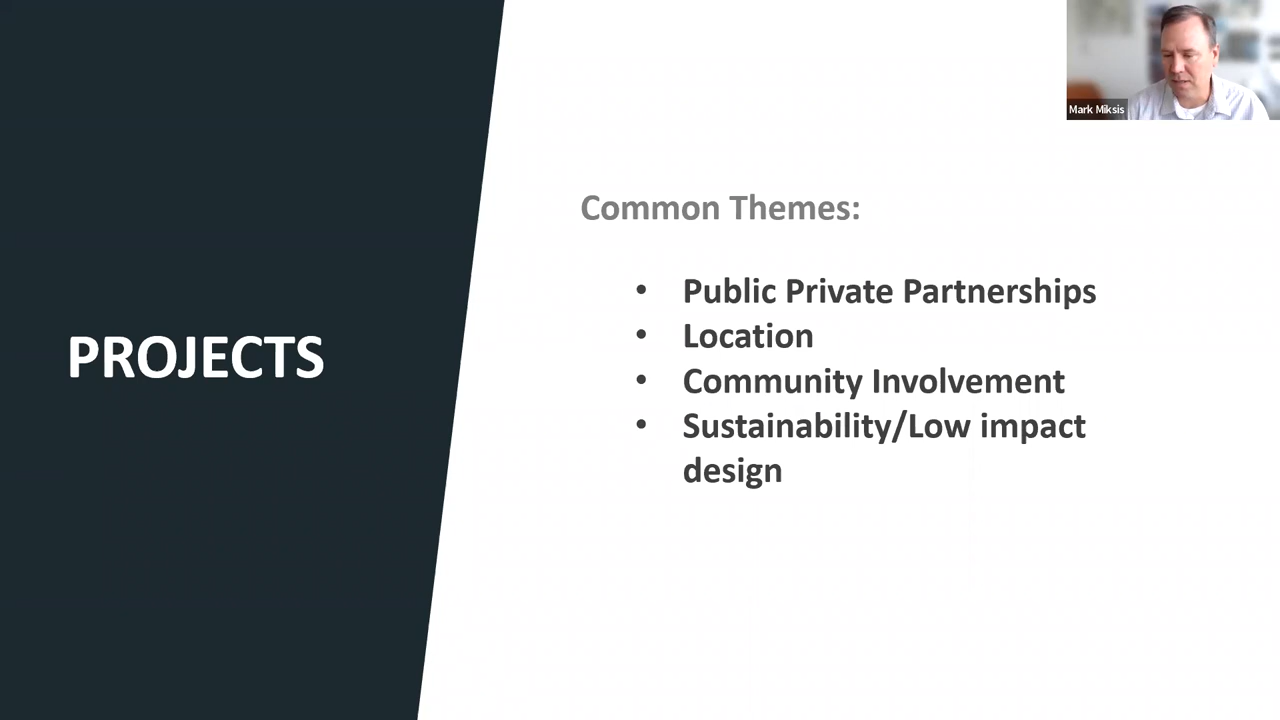 Mark Miksis
Common Themes:
PROJECTS
• Public Private Partnerships
• Location
• Community Involvement
• Sustainability/Low impact
design